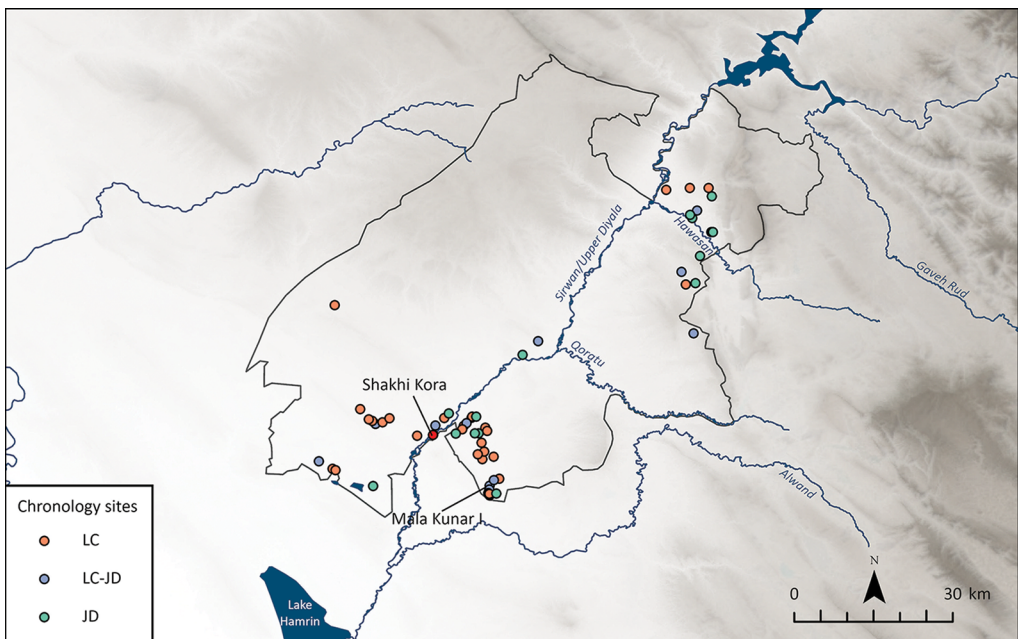 Sirwan/Upper Diyala
Hawasan
Gaveh Rud
Qoratu
Shakhi Kora
Alwand
Mala Kunar I
Chronology sites
LC
LC-JD
JD
Lake
Hamrin
N
0 30 km